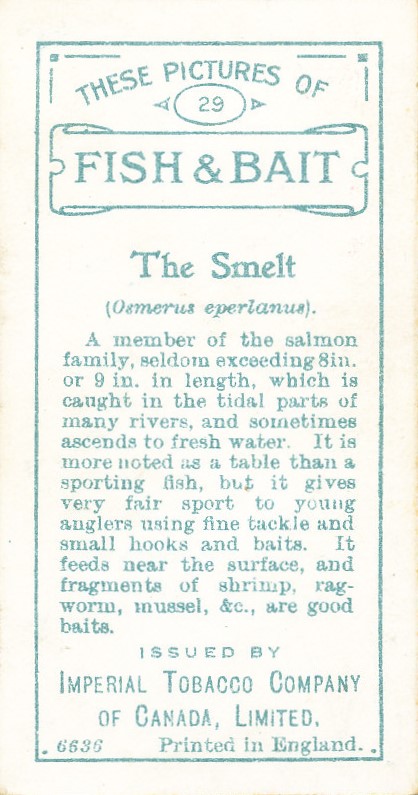 THESE PICTURES OF
29
FISH & BAIT
The Smelt
(Osmerus eperlanus).
A member of the salmon
family, seldom exceeding 8in.
or 9 in. in length, which is
caught in the tidal parts of
many rivers, and sometimes
ascends to fresh water. It is
more noted as a table than a
sporting fish, but it gives
very fair sport to young
anglers using fine tackle and
small hooks and baits. It
feeds near the surface, and
fragments of shrimp, rag-
worm, mussel, &c., are good
baits.
ISSUED BY
IMPERIAL TOBACCO COMPANY
OF CANADA, LIMITED.
6636 Printed in England.